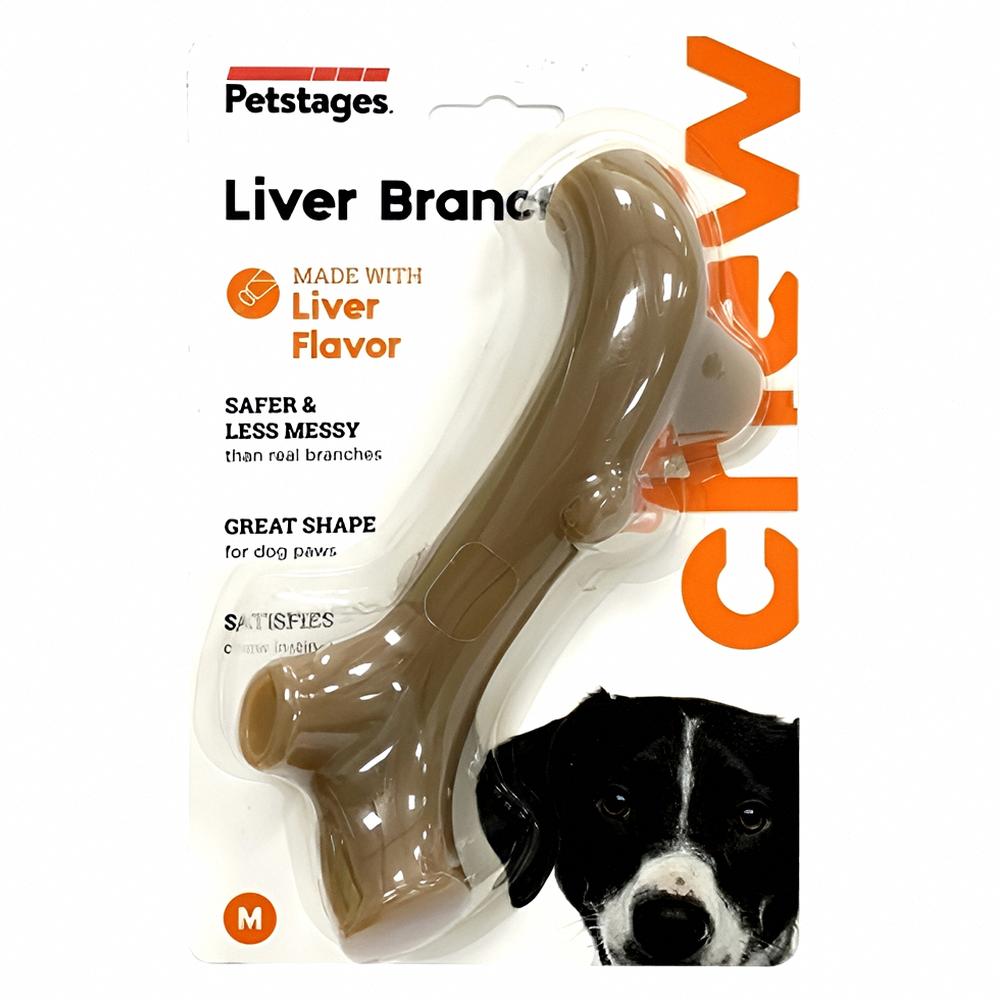 Petstages.
Liver Branch
MADE WITH
Liver
Flavor
SAFER &
LESS MESSY
than real branches
GREAT SHAPE
for dog paws
SATISFIES
chew
M